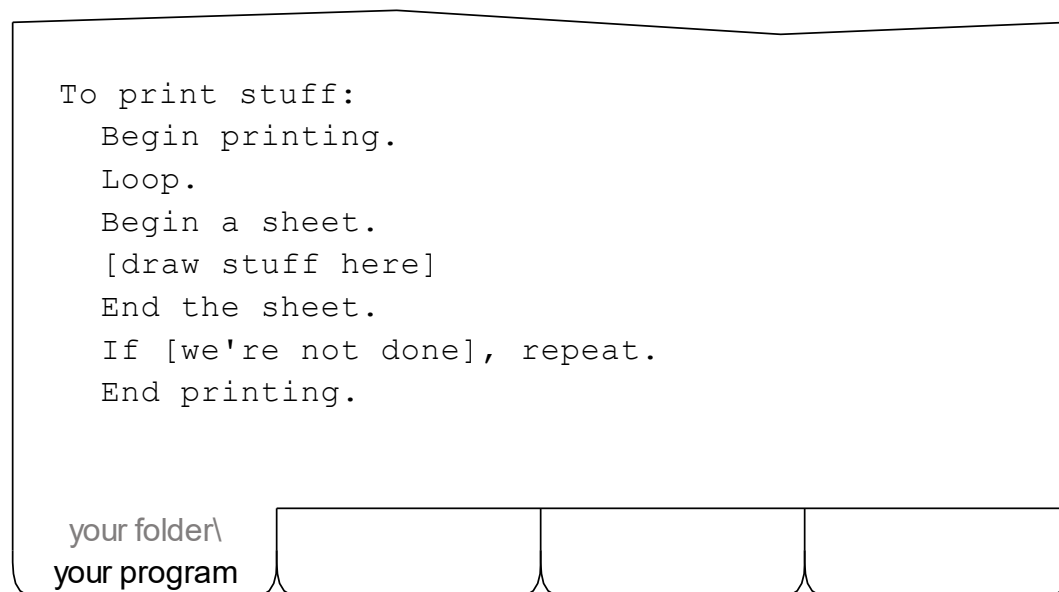 To print stuff:
Begin printing.
Loop.
Begin a sheet.
[draw stuff here]
End the sheet.
If [we're not done], repeat.
End printing.
your folder\
your program